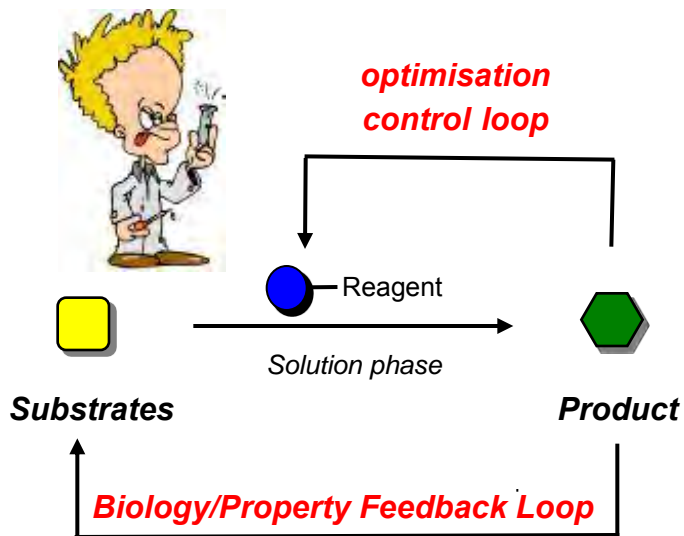 optimisation
control loop
Reagent
Solution phase
Substrates
Product
Biology/Property Feedback Loop